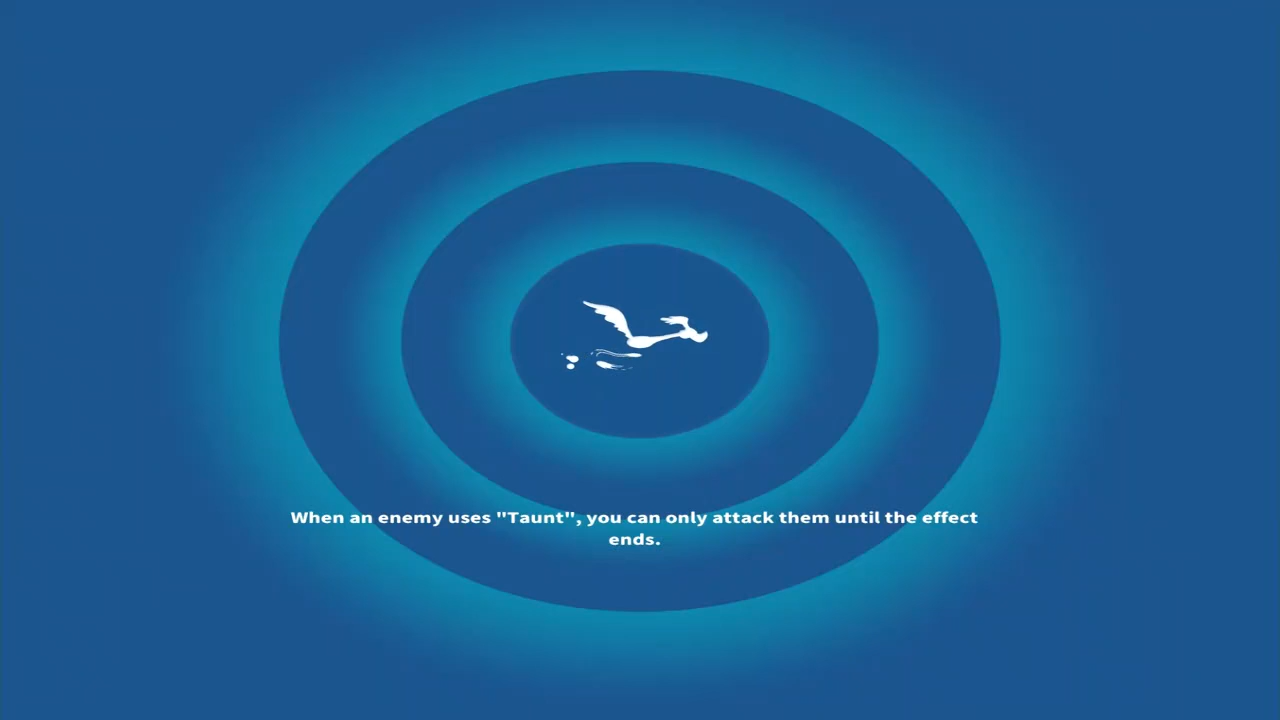 When an enemy uses "Taunt", you can only attack them until the effect
ends.